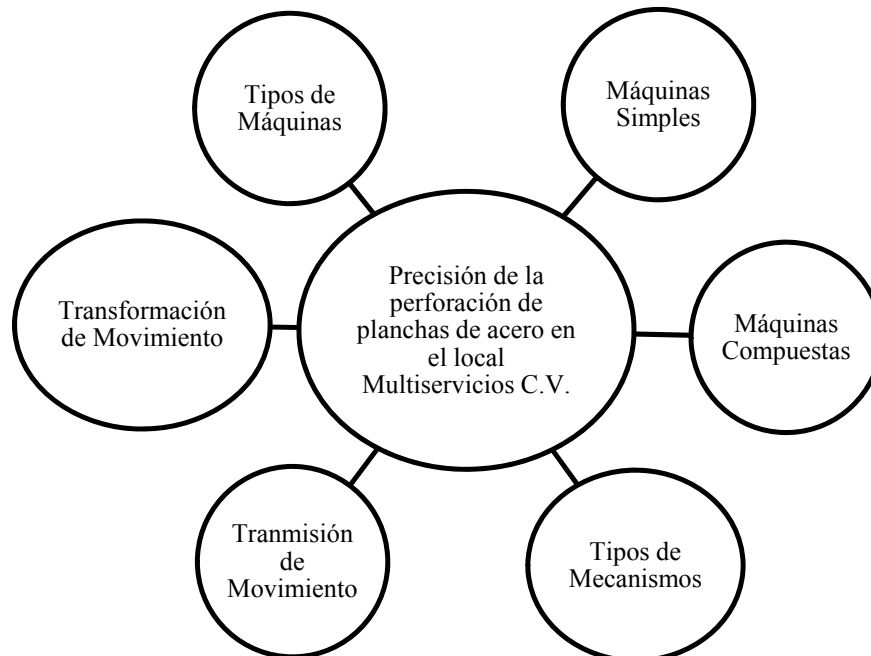 Tipos de
Máquinas
Máquinas
Simples
Precisión de la
perforación de
planchas de acero en
el local
Multiservicios C.V.
Transformación
de Movimiento
Máquinas
Compuestas
Tranmisión
de
Movimiento
Tipos de
Mecanismos